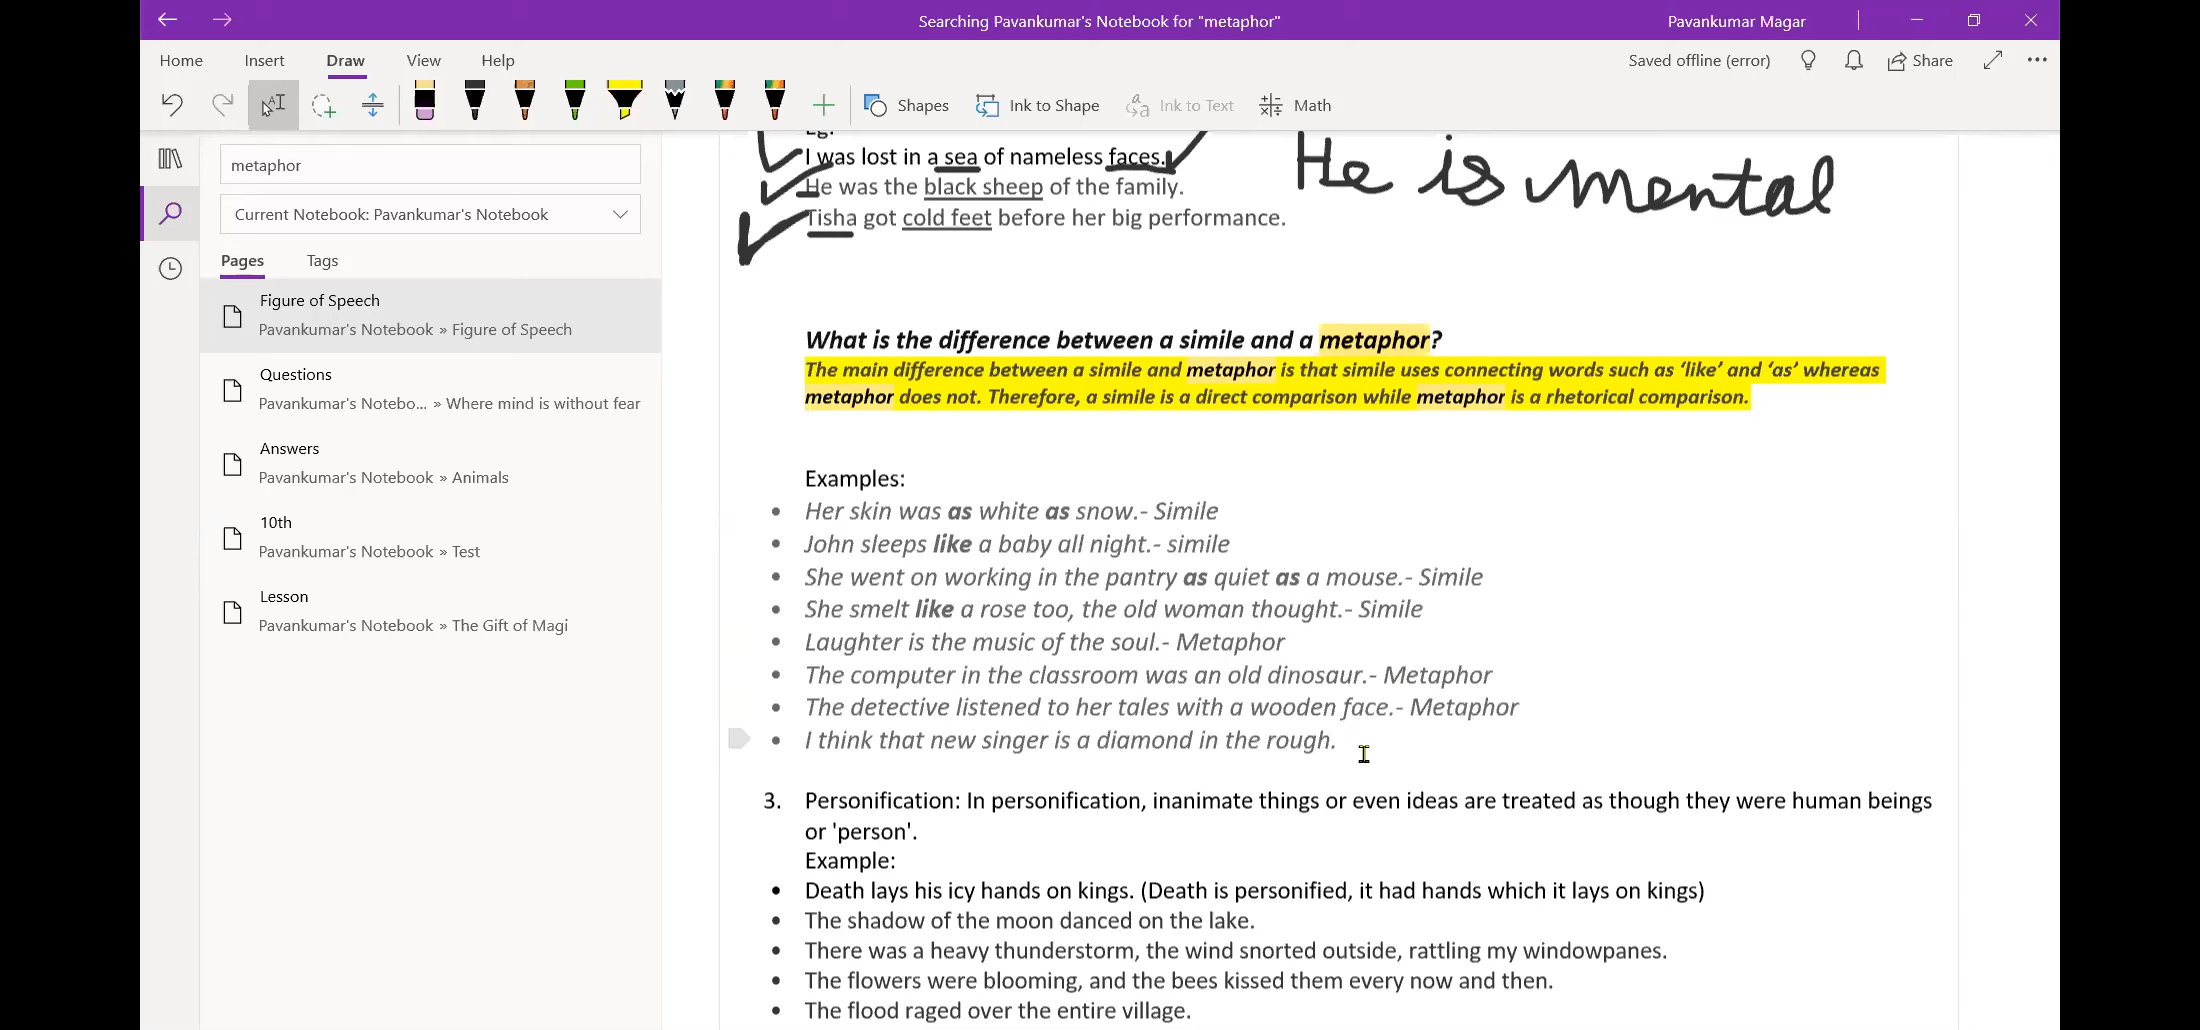 Searching Pavankumar's Notebook for "metaphor"
Pavankumar Magar
Home
Insert
Draw
View
Help
Saved offline (error)
Share
Shapes
Ink to Shape
Ink to Text
Math
metaphor
Current Notebook: Pavankumar's Notebook
Pages
Tags
Figure of Speech
Pavankumar's Notebook » Figure of Speech
Questions
Pavankumar's Notebo... » Where mind is without fear
Answers
Pavankumar's Notebook » Animals
10th
Pavankumar's Notebook » Test
Lesson
Pavankumar's Notebook » The Gift of Magi
Eg:
I was lost in a sea of nameless faces.
He was the black sheep of the family.
Tisha got cold feet before her big performance.
He is mental
What is the difference between a simile and a metaphor?
The main difference between a simile and metaphor is that simile uses connecting words such as ‘like’ and ‘as’ whereas
metaphor does not. Therefore, a simile is a direct comparison while metaphor is a rhetorical comparison.
Examples:
• Her skin was as white as snow.- Simile
• John sleeps like a baby all night.- simile
• She went on working in the pantry as quiet as a mouse.- Simile
• She smelt like a rose too, the old woman thought.- Simile
• Laughter is the music of the soul.- Metaphor
• The computer in the classroom was an old dinosaur.- Metaphor
• The detective listened to her tales with a wooden face.- Metaphor
• I think that new singer is a diamond in the rough.
3. Personification: In personification, inanimate things or even ideas are treated as though they were human beings
or 'person'.
Example:
• Death lays his icy hands on kings. (Death is personified, it had hands which it lays on kings)
• The shadow of the moon danced on the lake.
• There was a heavy thunderstorm, the wind snorted outside, rattling my windowpanes.
• The flowers were blooming, and the bees kissed them every now and then.
• The flood raged over the entire village.